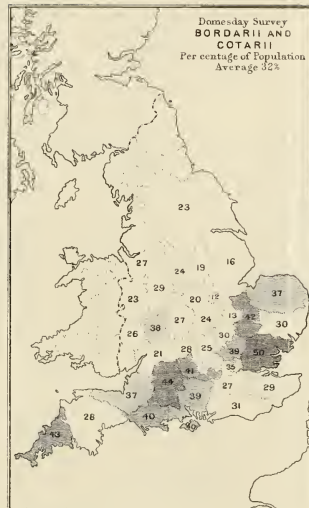 Domesday Survey
BORDARII AND
COTARII
Per centage of Population
Average 32%
23
27
24 19 16
29
23 20 12
37
13 42
38 27 24
30
26 30
21 28 25 39 50
41 35
44
37 39 27 29
40 31
43 28